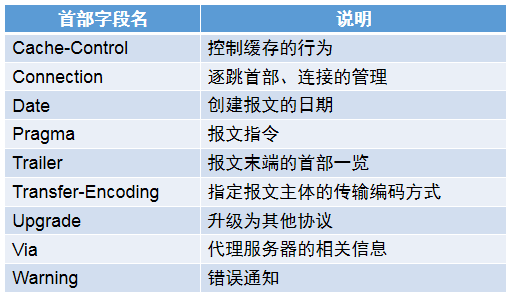 首部字段名 说明
Cache-Control 控制缓存的行为
Connection 逐跳首部、连接的管理
Date 创建报文的日期
Pragma 报文指令
Trailer 报文末端的首部一览
Transfer-Encoding 指定报文主体的传输编码方式
Upgrade 升级为其他协议
Via 代理服务器的相关信息
Warning 错误通知